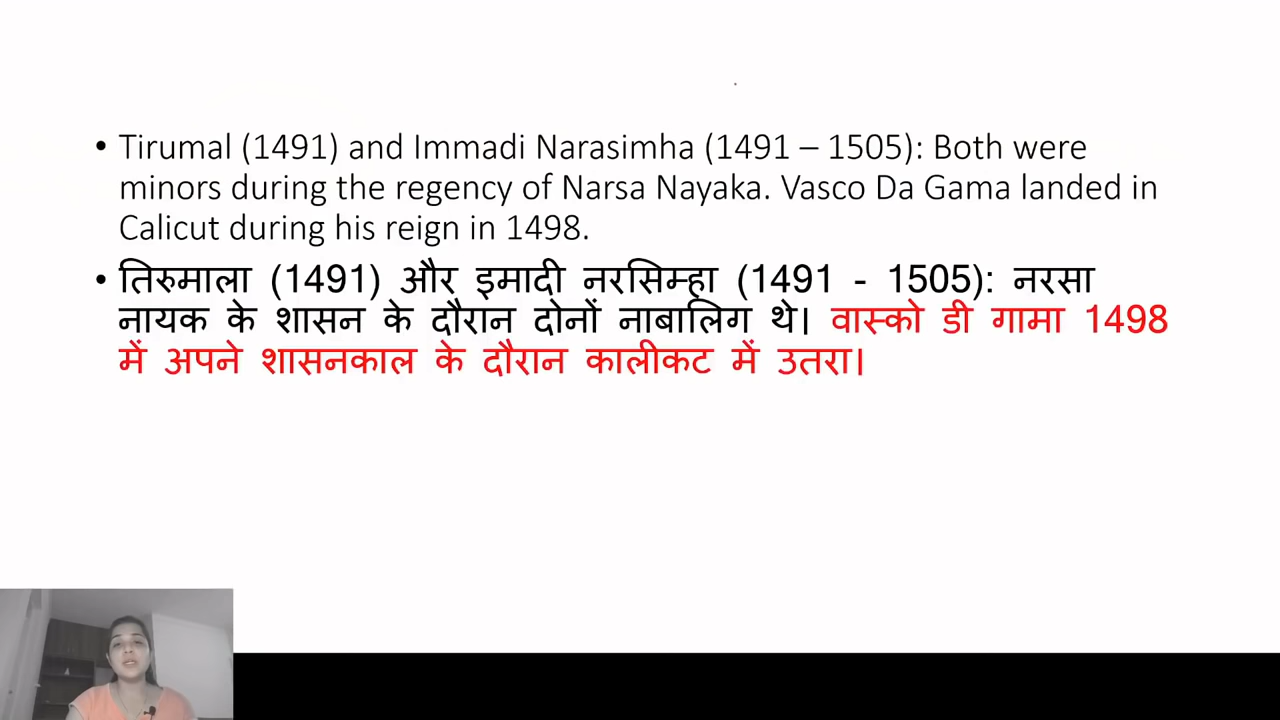 • Tirumal (1491) and Immadi Narasimha (1491 – 1505): Both were
minors during the regency of Narsa Nayaka. Vasco Da Gama landed in
Calicut during his reign in 1498.
• तिरुमाला (1491) और इमादी नरसिम्हा (1491 - 1505): नरसा
नायक के शासन के दौरान दोनों नाबालिग थे। वास्को डी गामा 1498
में अपने शासनकाल के दौरान कालीकट में उतरा।